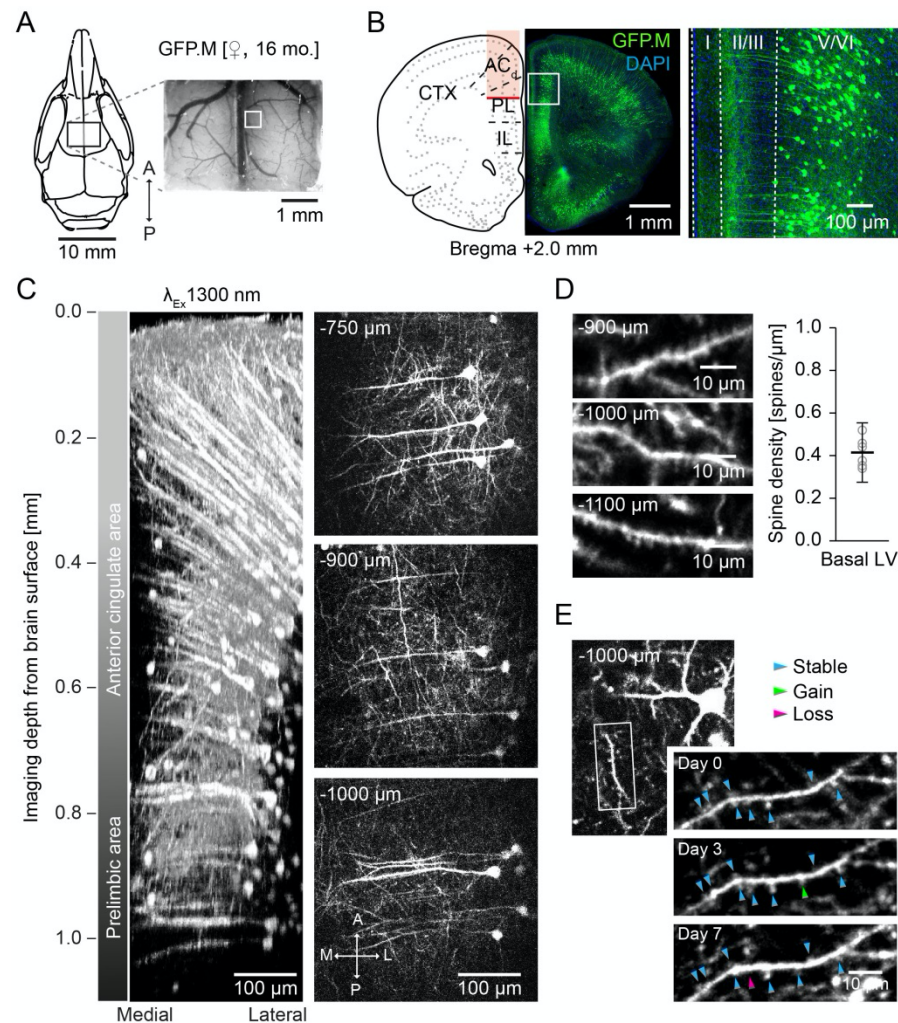 A
GFP.M [♀, 16 mo.]
A
P
10 mm
1 mm
B
CTX
ACd
PL
IL
Bregma +2.0 mm
GFP.M
DAPI
1 mm
I
II/III
V/VI
100 µm
C
λEx 1300 nm
Imaging depth from brain surface [mm]
0.0
0.2
0.4
0.6
0.8
1.0
Anterior cingulate area
Prelimbic area
100 µm
Medial
Lateral
-750 µm
-900 µm
-1000 µm
A
M
L
P
100 µm
D
-900 µm
10 µm
-1000 µm
10 µm
-1100 µm
10 µm
Spine density [spines/µm]
1.0
0.8
0.6
0.4
0.2
0.0
Basal LV
E
-1000 µm
Stable
Gain
Loss
Day 0
Day 3
Day 7
10 µm